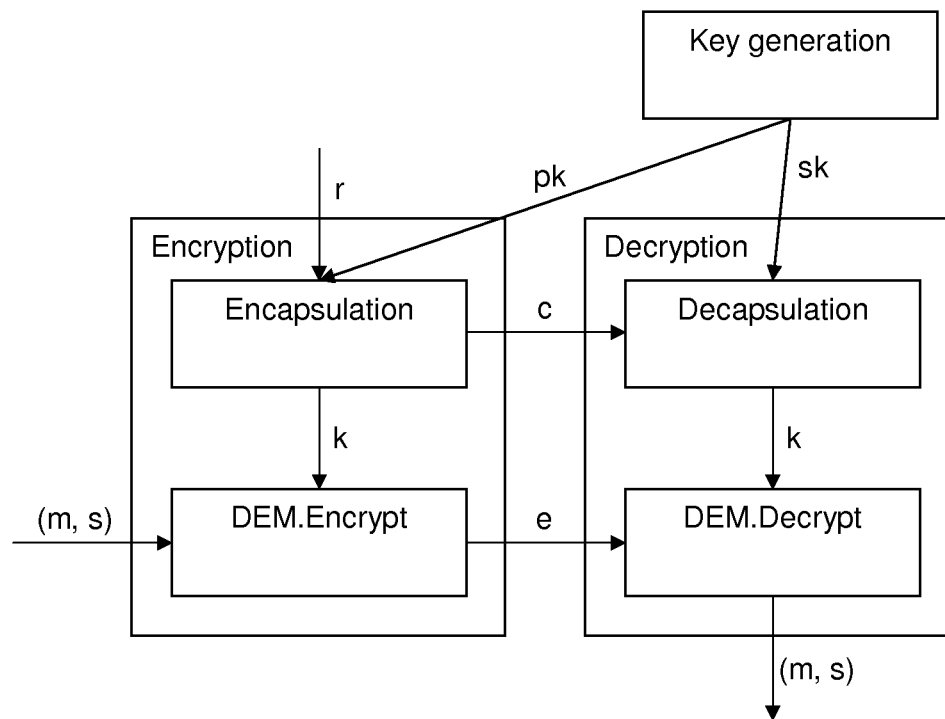 Key generation
pk
sk
r
Encryption
Decryption
Encapsulation
c
Decapsulation
k
k
(m, s)
DEM.Encrypt
e
DEM.Decrypt
(m, s)